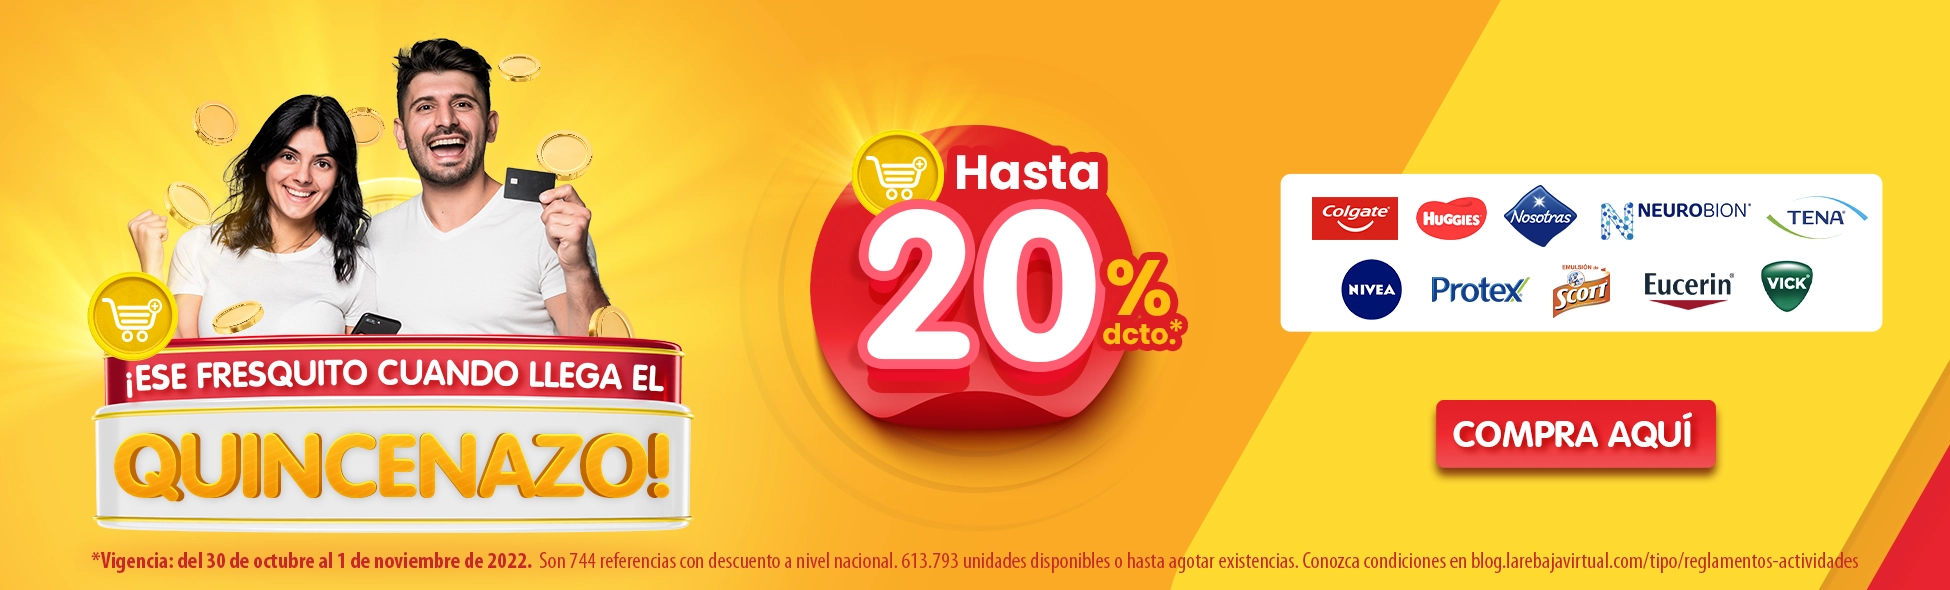 ¡ESE FRESQUITO CUANDO LLEGA EL
QUINCENAZO!
Hasta
20%
dcto.*
Colgate®
HUGGIES®
Nosotras
NEUROBION®
TENA®
NIVEA
Protex®
EMULSIÓN de
SCOTT
Eucerin®
VICK®
COMPRA AQUÍ
*Vigencia: del 30 de octubre al 1 de noviembre de 2022. Son 744 referencias con descuento a nivel nacional. 613.793 unidades disponibles o hasta agotar existencias. Conozca condiciones en blog.larebajavirtual.com/tipo/reglamentos-actividades